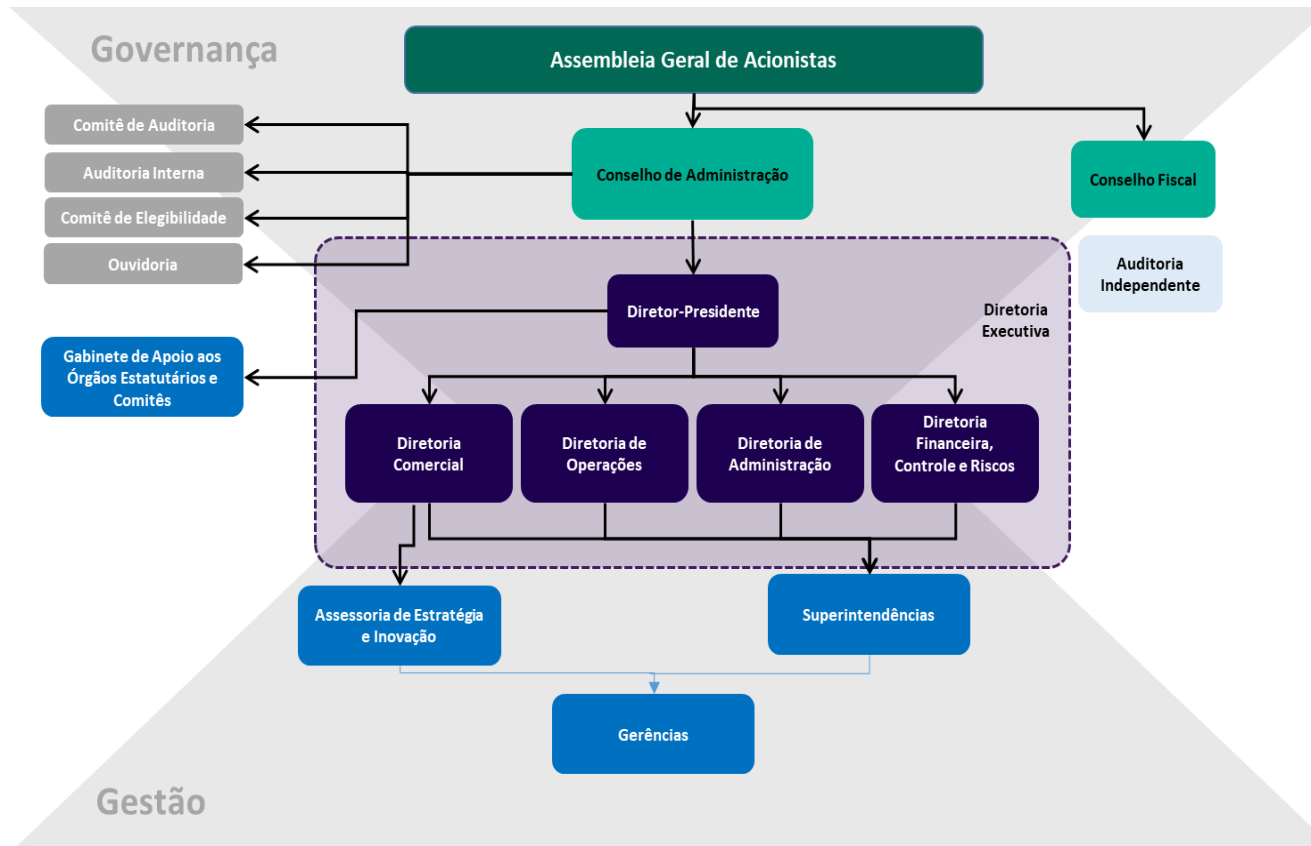 Governança
Assembleia Geral de Acionistas
Comitê de Auditoria
Auditoria Interna
Comitê de Elegibilidade
Ouvidoria
Conselho de Administração
Conselho Fiscal
Auditoria
Independente
Diretor-Presidente
Diretoria
Executiva
Gabinete de Apoio aos
Órgãos Estatutários e
Comitês
Diretoria
Comercial
Diretoria de
Operações
Diretoria de
Administração
Diretoria
Financeira,
Controle e Riscos
Assessoria de Estratégia
e Inovação
Superintendências
Gerências
Gestão